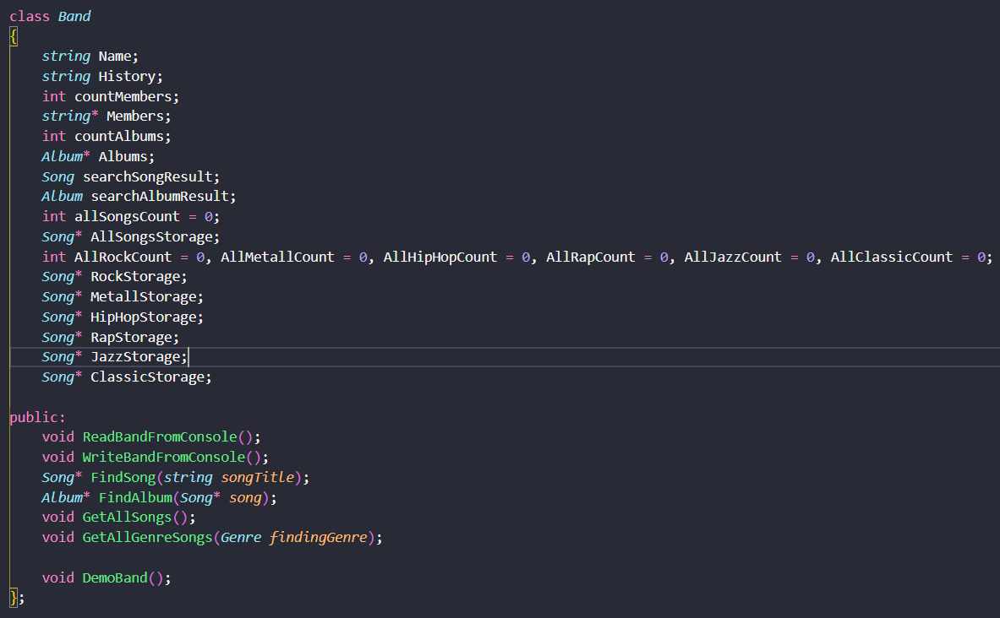 class Band
{
    string Name;
    string History;
    int countMembers;
    string* Members;
    int countAlbums;
    Album* Albums;
    Song searchSongResult;
    Album searchAlbumResult;
    int allSongsCount = 0;
    Song* AllSongsStorage;
    int AllRockCount = 0, AllMetallCount = 0, AllHipHopCount = 0, AllRapCount = 0, AllJazzCount = 0, AllClassicCount = 0;
    Song* RockStorage;
    Song* MetallStorage;
    Song* HipHopStorage;
    Song* RapStorage;
    Song* JazzStorage;
    Song* ClassicStorage;

public:
    void ReadBandFromConsole();
    void WriteBandFromConsole();
    Song* FindSong(string songTitle);
    Album* FindAlbum(Song* song);
    void GetAllSongs();
    void GetAllGenreSongs(Genre findingGenre);

    void DemoBand();
};